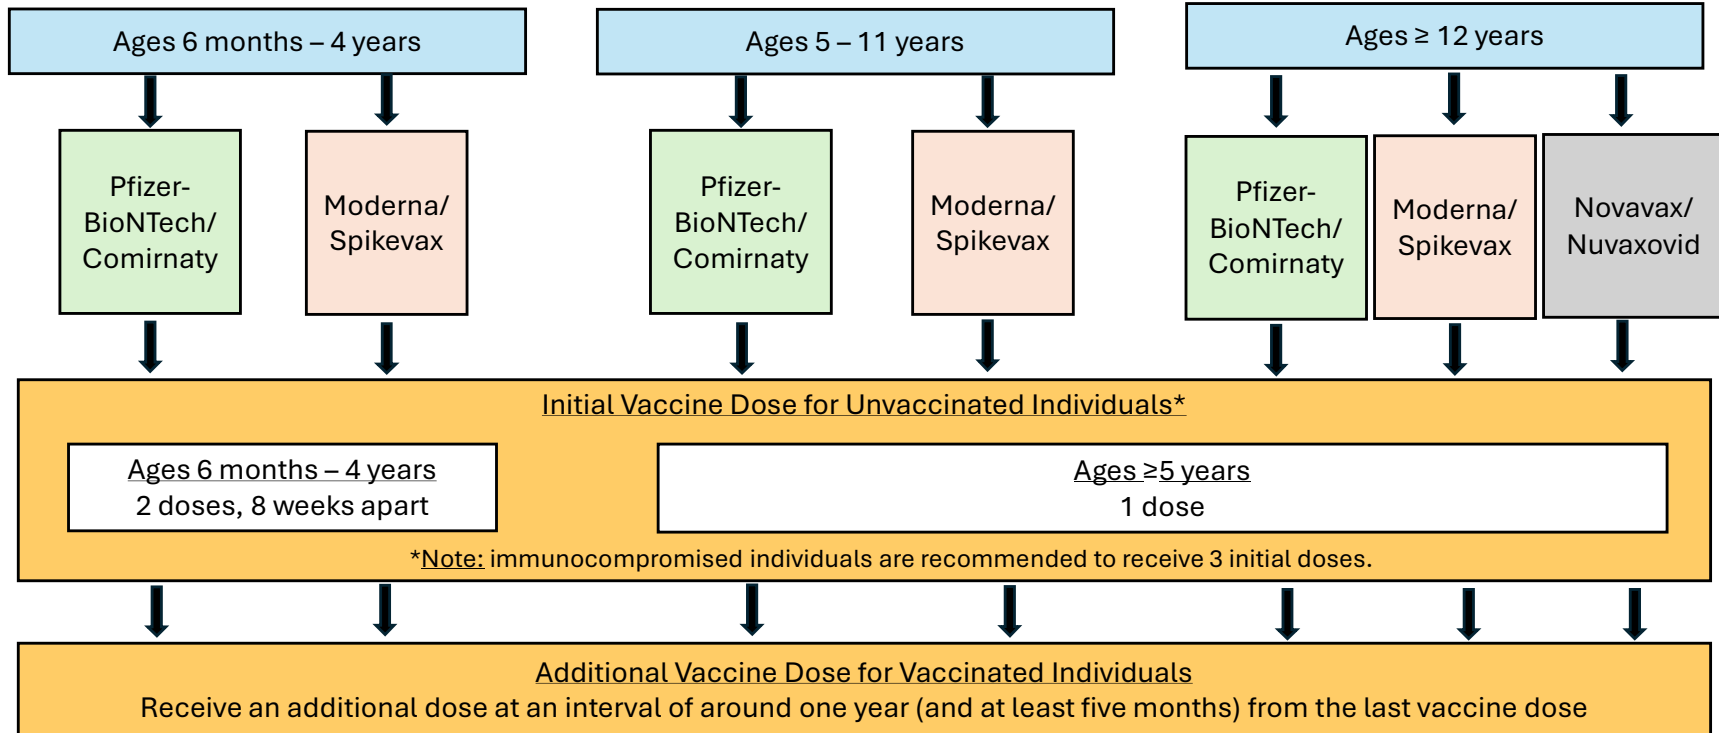 Ages 6 months – 4 years
Ages 5 – 11 years
Ages ≥ 12 years
Pfizer-
BioNTech/
Comirnaty
Moderna/
Spikevax
Pfizer-
BioNTech/
Comirnaty
Moderna/
Spikevax
Pfizer-
BioNTech/
Comirnaty
Moderna/
Spikevax
Novavax/
Nuvaxovid
Initial Vaccine Dose for Unvaccinated Individuals*
Ages 6 months – 4 years
2 doses, 8 weeks apart
Ages ≥5 years
1 dose
*Note: immunocompromised individuals are recommended to receive 3 initial doses.
Additional Vaccine Dose for Vaccinated Individuals
Receive an additional dose at an interval of around one year (and at least five months) from the last vaccine dose